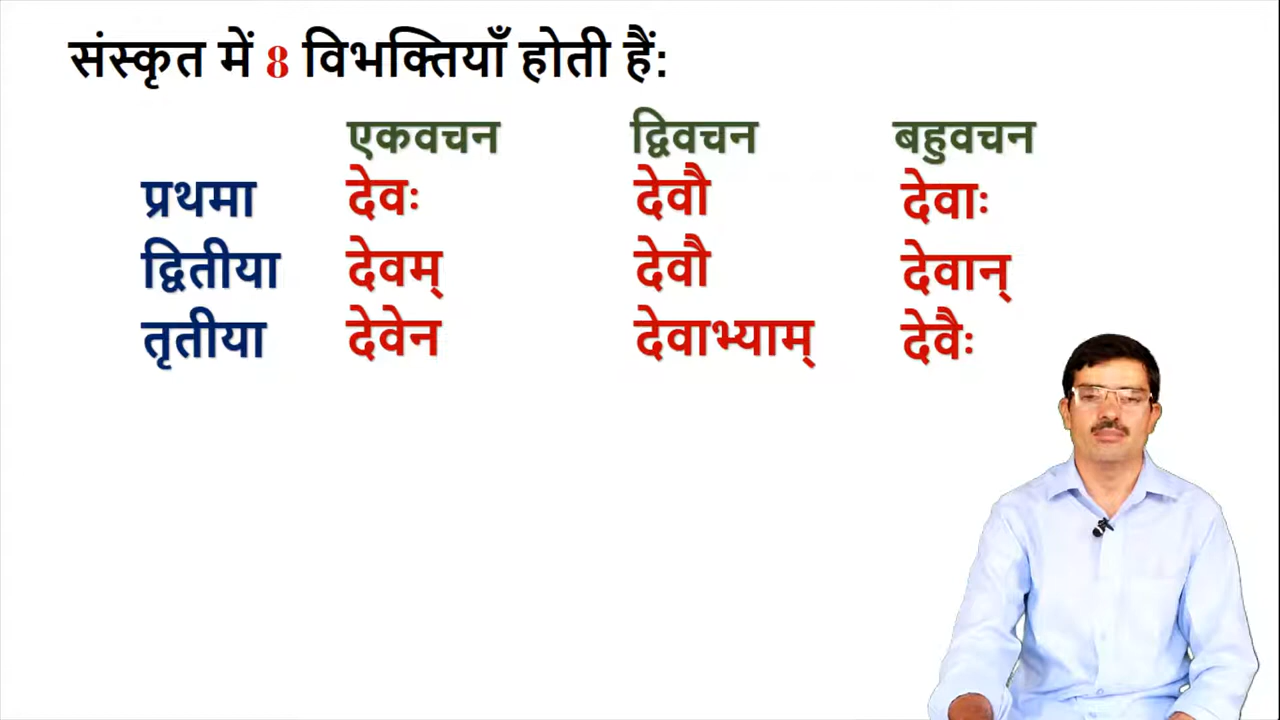 संस्कृत में 8 विभक्तियाँ होती हैं:
एकवचन द्विवचन बहुवचन
प्रथमा देवः देवौ देवाः
द्वितीया देवम् देवौ देवान्
तृतीया देवेन देवाभ्याम् देवैः